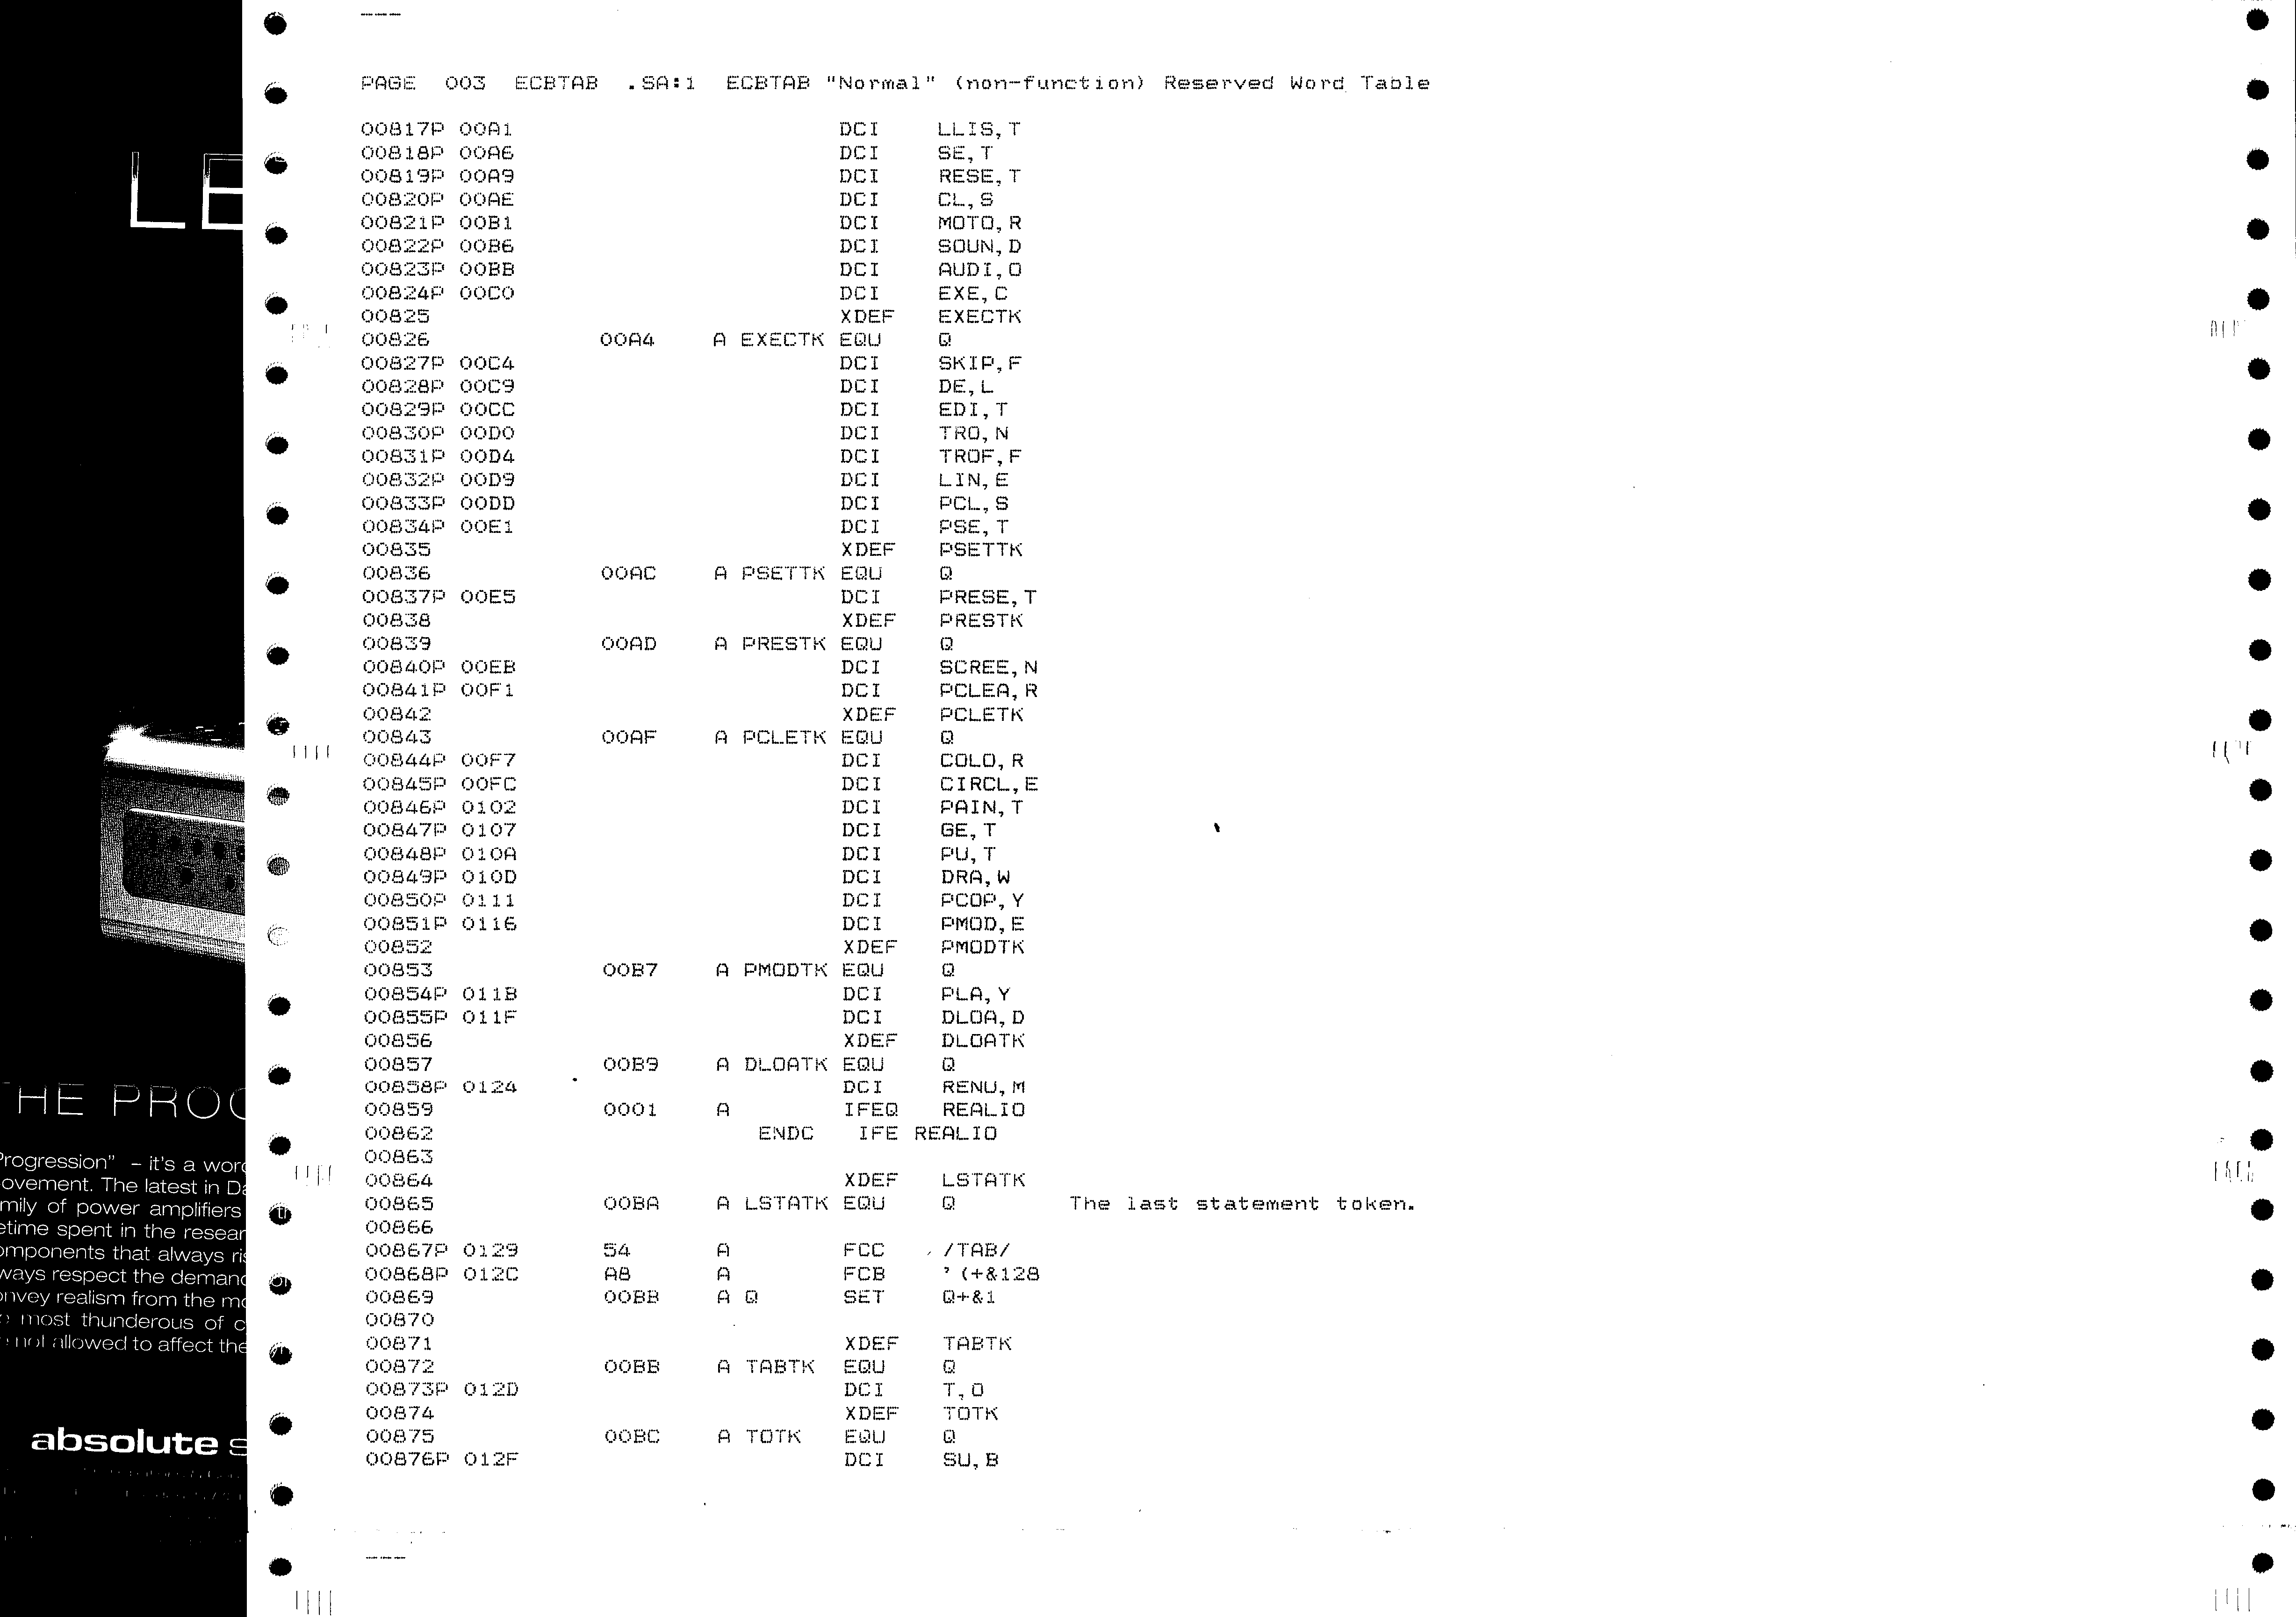 PAGE  003  ECBTAB  .SA:1  ECBTAB "Normal" (non-function) Reserved Word Table
00817P 00A1 DCI LLIS,T
00818P 00A6 DCI SE,T
00819P 00A9 DCI RESE,T
00820P 00AE DCI CL,S
00821P 00B1 DCI MOTO,R
00822P 00B6 DCI SOUN,D
00823P 00BB DCI AUDI,O
00824P 00C0 DCI EXE,C
00825 XDEF EXECTK
00826 00A4 A EXECTK EQU Q
00827P 00C4 DCI SKIP,F
00828P 00C9 DCI DE,L
00829P 00CC DCI EDI,T
00830P 00D0 DCI TRO,N
00831P 00D4 DCI TROF,F
00832P 00D9 DCI LIN,E
00833P 00DD DCI PCL,S
00834P 00E1 DCI PSE,T
00835 XDEF PSETTK
00836 00AC A PSETTK EQU Q
00837P 00E5 DCI PRESE,T
00838 XDEF PRESTK
00839 00AD A PRESTK EQU Q
00840P 00EB DCI SCREE,N
00841P 00F1 DCI PCLEA,R
00842 XDEF PCLETK
00843 00AF A PCLETK EQU Q
00844P 00F7 DCI COLO,R
00845P 00FC DCI CIRCL,E
00846P 0102 DCI PAIN,T
00847P 0107 DCI GE,T
00848P 010A DCI PU,T
00849P 010D DCI DRA,W
00850P 0111 DCI PCOP,Y
00851P 0116 DCI PMOD,E
00852 XDEF PMODTK
00853 00B7 A PMODTK EQU Q
00854P 011B DCI PLA,Y
00855P 011F DCI DLOA,D
00856 XDEF DLOATK
00857 00B9 A DLOATK EQU Q
00858P 0124 DCI RENU,M
00859 0001 A IFEQ REALIO
00862 ENDC IFE REALIO
00863
00864 XDEF LSTATK
00865 00BA A LSTATK EQU Q The last statement token.
00866
00867P 0129 54 A FCC /TAB/
00868P 012C A8 A FCB '(+&128
00869 00BB A Q SET Q+&1
00870
00871 XDEF TABTK
00872 00BB A TABTK EQU Q
00873P 012D DCI T,O
00874 XDEF TOTK
00875 00BC A TOTK EQU Q
00876P 012F DCI SU,B
LE
THE PROG
Progression" – it's a word
ovement. The latest in Da
mily of power amplifiers
etime spent in the resear
omponents that always ris
ways respect the demand
onvey realism from the mo
most thunderous of c
not allowed to affect the
absolute s